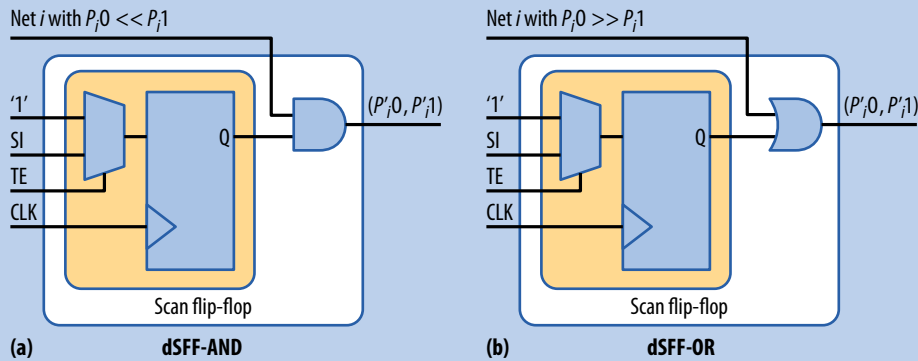 Net i with Pi0 << Pi1
'1'
SI
TE
CLK
Q
(P'i0, P'i1)
Scan flip-flop
(a) dSFF-AND
Net i with Pi0 >> Pi1
'1'
SI
TE
CLK
Q
(P'i0, P'i1)
Scan flip-flop
(b) dSFF-OR